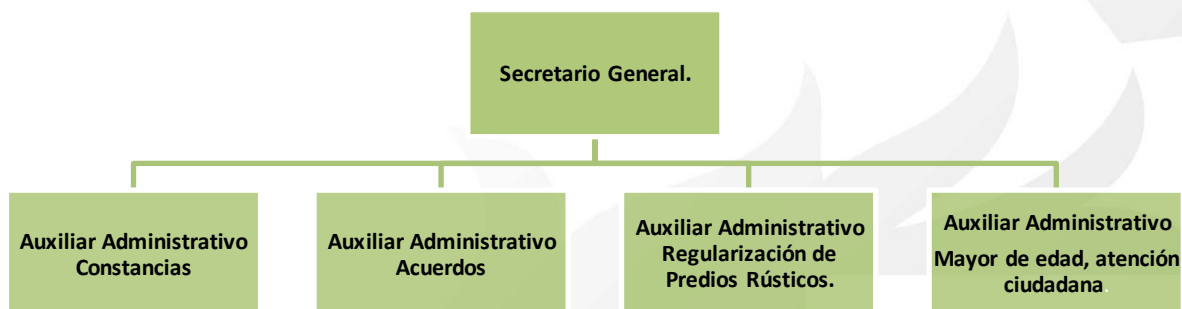 Secretario General.
Auxiliar Administrativo
Constancias
Auxiliar Administrativo
Acuerdos
Auxiliar Administrativo
Regularización de
Predios Rústicos.
Auxiliar Administrativo
Mayor de edad, atención
ciudadana.